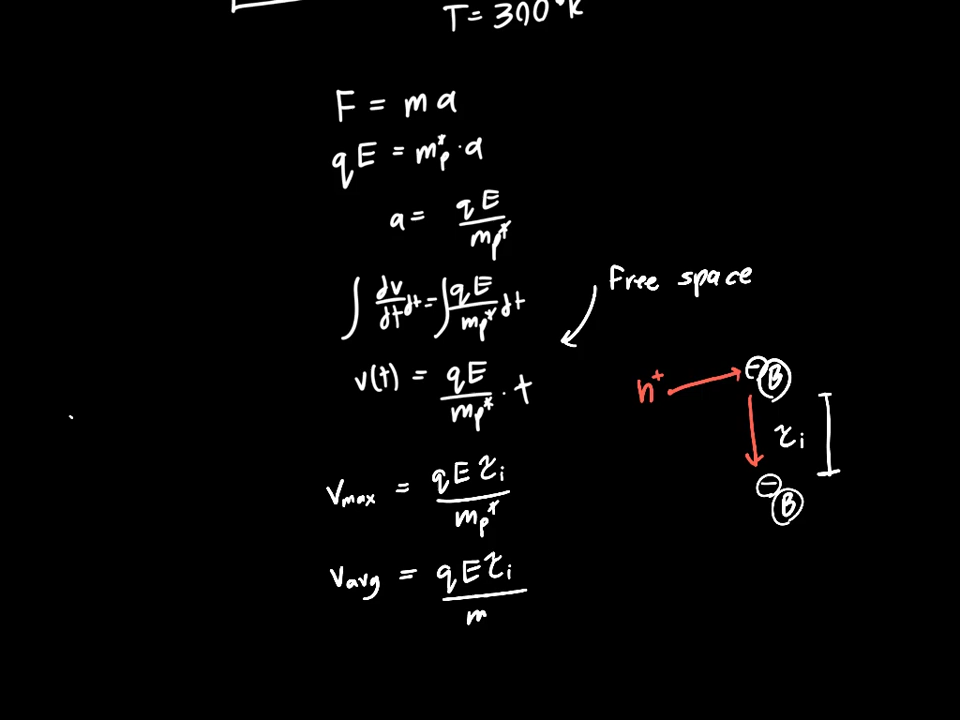 T = 300°K
F = ma
qE = m*p · a
a = qE / mp*
∫ dv/dt dt = ∫ qE / mp* dt
Free space
v(t) = qE / mp* · t
h+
⊖ B
τi
vmax = qEτi / mp*
⊖ B
vavg = qEτi / m